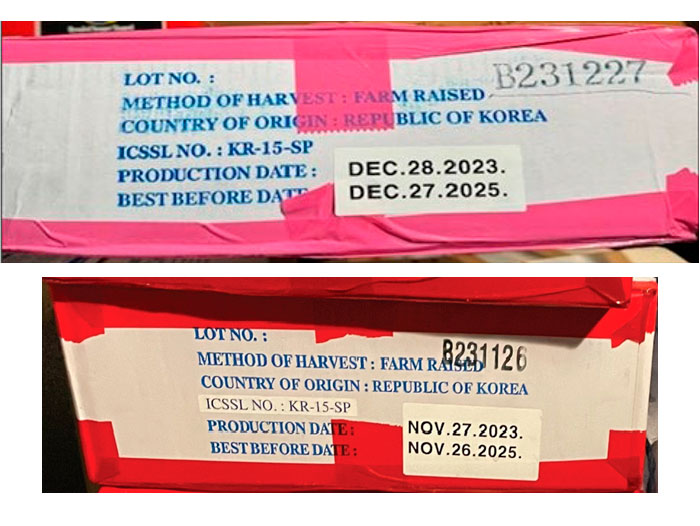 LOT NO. : B231227
METHOD OF HARVEST : FARM RAISED
COUNTRY OF ORIGIN : REPUBLIC OF KOREA
ICSSL NO. : KR-15-SP
PRODUCTION DATE : DEC.28.2023.
BEST BEFORE DATE DEC.27.2025.
LOT NO. : B231126
METHOD OF HARVEST : FARM RAISED
COUNTRY OF ORIGIN : REPUBLIC OF KOREA
ICSSL NO. : KR-15-SP
PRODUCTION DATE : NOV.27.2023.
BEST BEFORE DATE : NOV.26.2025.